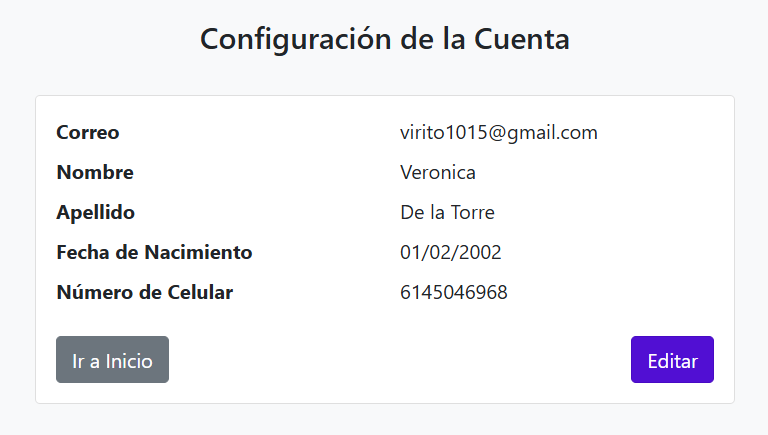 Configuración de la Cuenta
Correo virito1015@gmail.com
Nombre Veronica
Apellido De la Torre
Fecha de Nacimiento 01/02/2002
Número de Celular 6145046968
Ir a Inicio Editar